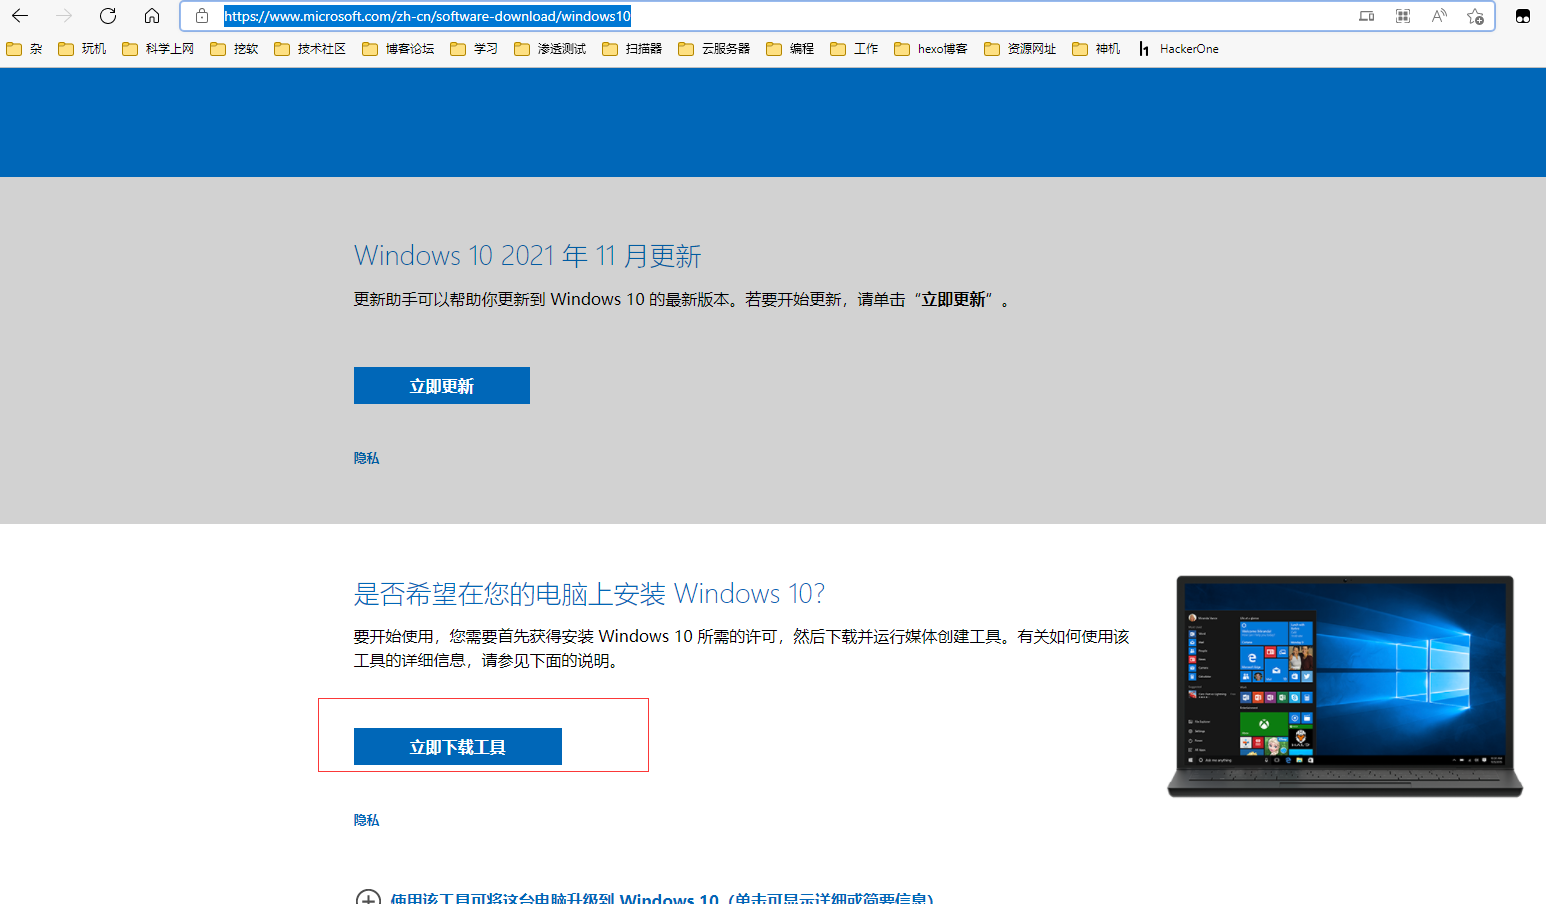 https://www.microsoft.com/zh-cn/software-download/windows10
杂 玩机 科学上网 挖软 技术社区 博客论坛 学习 渗透测试 扫描器 云服务器 编程 工作 hexo博客 资源网址 神机 HackerOne
Windows 10 2021 年 11 月更新
更新助手可以帮助你更新到 Windows 10 的最新版本。若要开始更新，请单击“立即更新”。
立即更新
隐私
是否希望在您的电脑上安装 Windows 10?
要开始使用，您需要首先获得安装 Windows 10 所需的许可，然后下载并运行媒体创建工具。有关如何使用该
工具的详细信息，请参见下面的说明。
立即下载工具
隐私
使用该工具可将这台电脑升级到 Windows 10（单击可显示详细或简要信息）